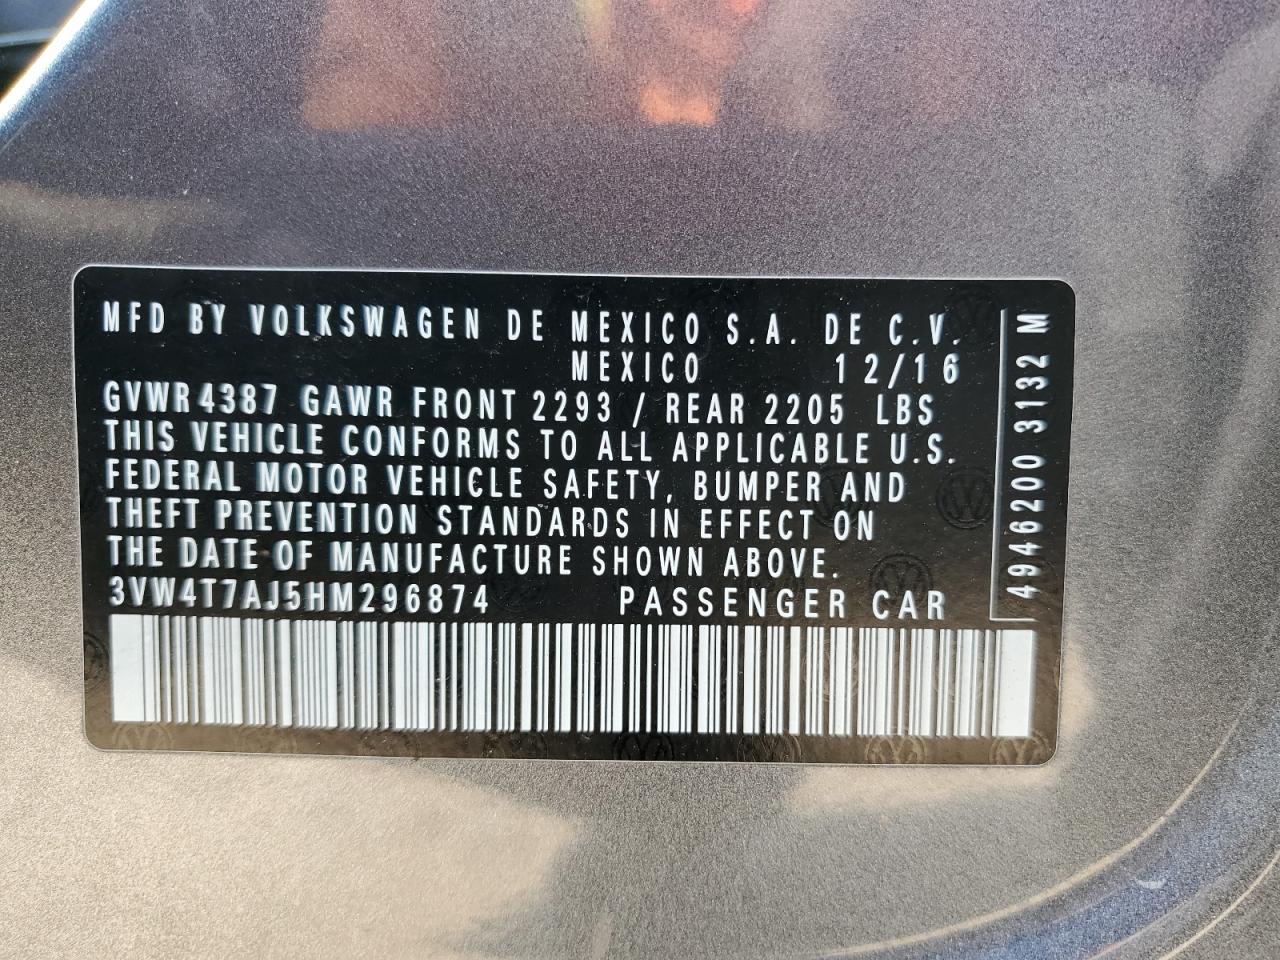 MFD BY VOLKSWAGEN DE MEXICO S.A. DE C.V.
MEXICO 12/16
GVWR 4387 GAWR FRONT 2293 / REAR 2205 LBS
THIS VEHICLE CONFORMS TO ALL APPLICABLE U.S.
FEDERAL MOTOR VEHICLE SAFETY, BUMPER AND
THEFT PREVENTION STANDARDS IN EFFECT ON
THE DATE OF MANUFACTURE SHOWN ABOVE.
3VW4T7AJ5HM296874 PASSENGER CAR
4946200 3132 M